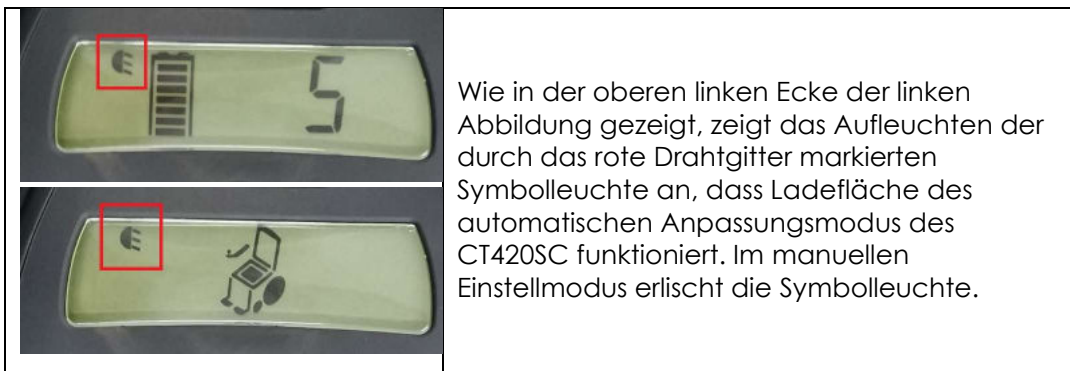 5
Wie in der oberen linken Ecke der linken
Abbildung gezeigt, zeigt das Aufleuchten der
durch das rote Drahtgitter markierten
Symbolleuchte an, dass Ladefläche des
automatischen Anpassungsmodus des
CT420SC funktioniert. Im manuellen
Einstellmodus erlischt die Symbolleuchte.